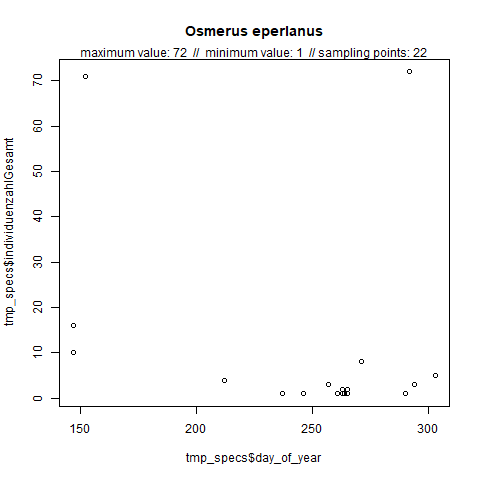 Osmerus eperlanus
maximum value: 72 // minimum value: 1 // sampling points: 22
tmp_specs$individuenzahlGesamt
70
60
50
40
30
20
10
0
150 200 250 300
tmp_specs$day_of_year